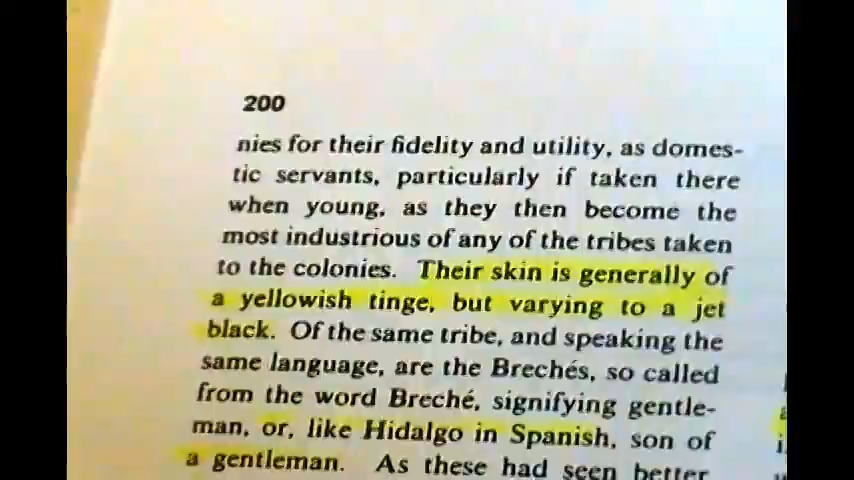 200
nies for their fidelity and utility, as domes-
tic servants, particularly if taken there
when young, as they then become the
most industrious of any of the tribes taken
to the colonies. Their skin is generally of
a yellowish tinge, but varying to a jet
black. Of the same tribe, and speaking the
same language, are the Brechés, so called
from the word Breché, signifying gentle-
man, or, like Hidalgo in Spanish, son of
a gentleman. As these had seen better